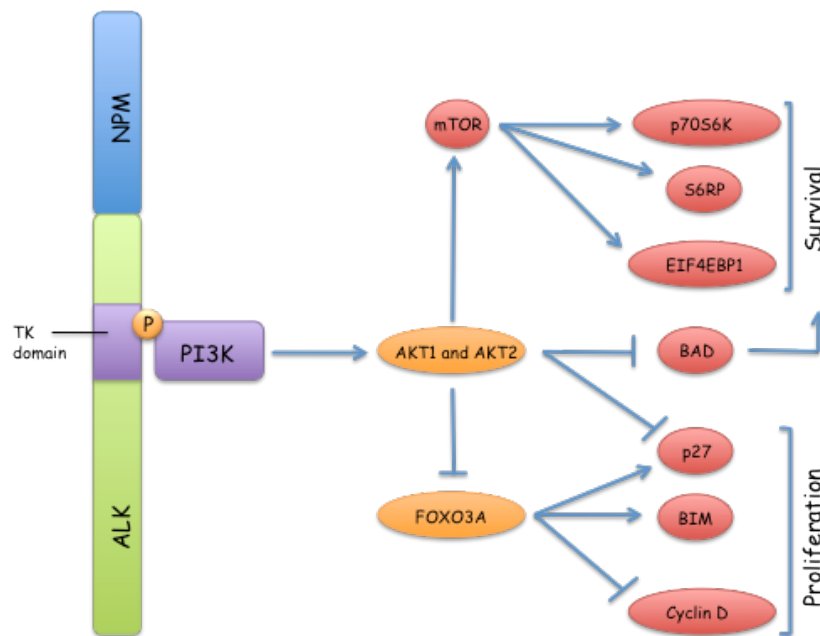 NPM
TK
domain
P
PI3K
ALK
mTOR
AKT1 and AKT2
FOXO3A
p70S6K
S6RP
EIF4EBP1
BAD
p27
BIM
Cyclin D
Survival
Proliferation